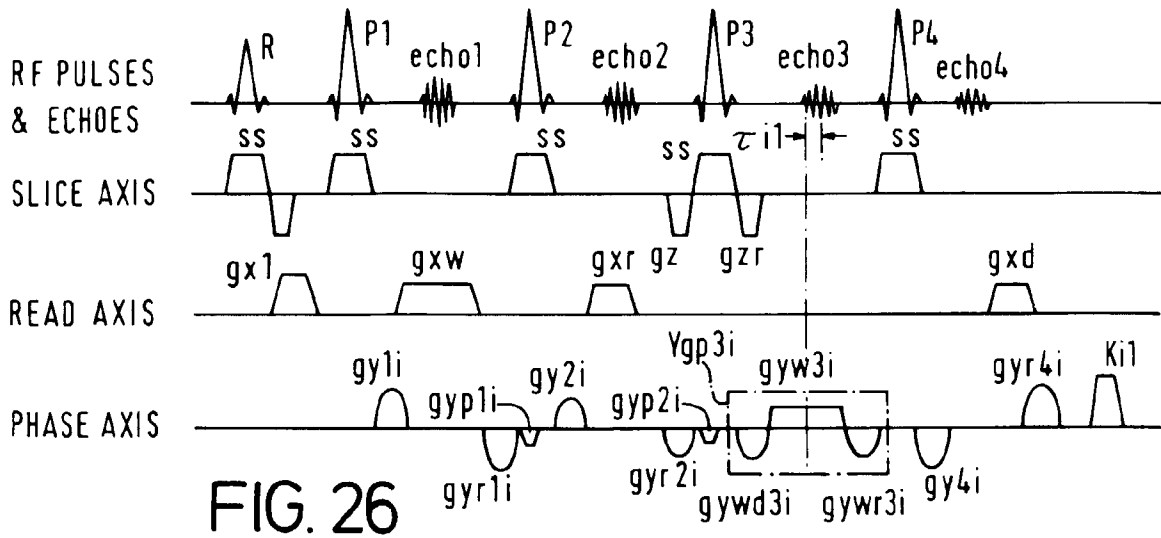 R P1 P2 P3 P4
echo1 echo2 echo3 echo4
RF PULSES
& ECHOES
τi1
ss ss ss ss ss
SLICE AXIS
gz gzr
gx1 gxw gxr gxd
READ AXIS
Ygp3i
gy1i gyp1i gy2i gyp2i gyw3i gyr4i Ki1
PHASE AXIS
gyr1i gyr2i gywd3i gywr3i gy4i
FIG. 26